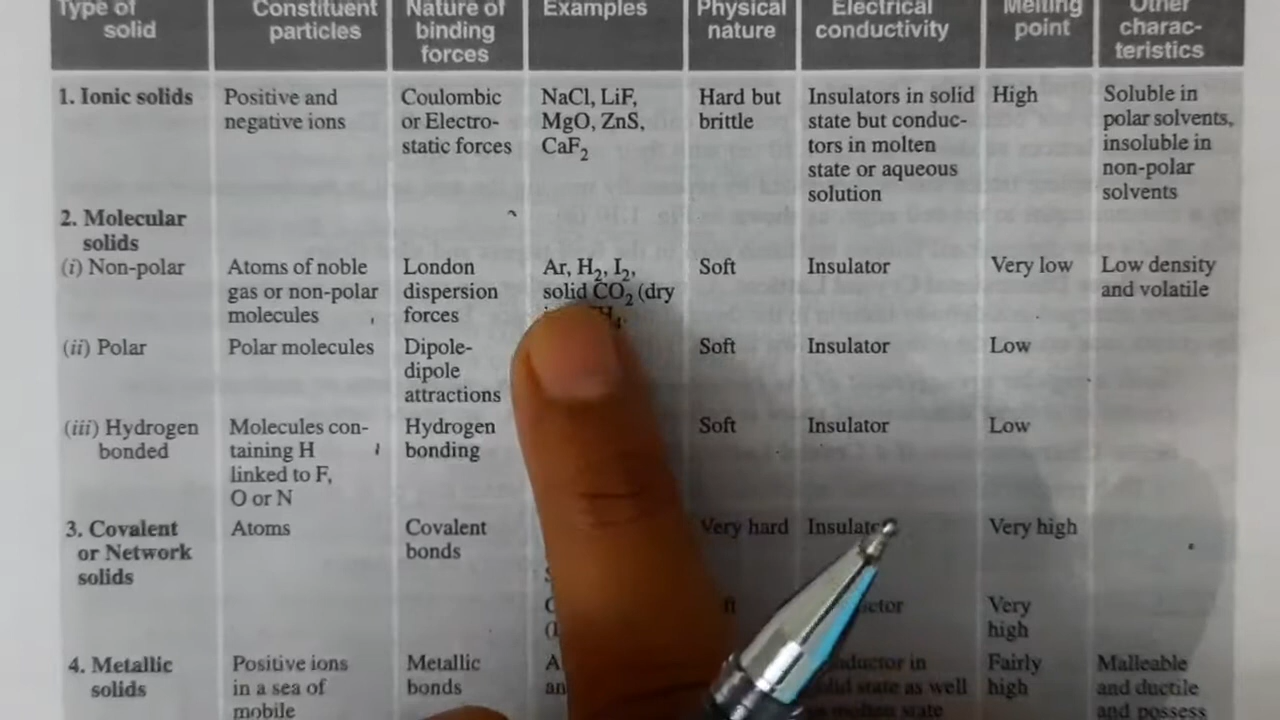 Type of solid
Constituent particles
Nature of binding forces
Examples
Physical nature
Electrical conductivity
Melting point
Other charac-teristics
1. Ionic solids
Positive and negative ions
Coulombic or Electro-static forces
NaCl, LiF, MgO, ZnS, CaF2
Hard but brittle
Insulators in solid state but conduc-tors in molten state or aqueous solution
High
Soluble in polar solvents, insoluble in non-polar solvents
2. Molecular solids
(i) Non-polar
Atoms of noble gas or non-polar molecules
London dispersion forces
Ar, H2, I2, solid CO2 (dry
Soft
Insulator
Very low
Low density and volatile
(ii) Polar
Polar molecules
Dipole-dipole attractions
Soft
Insulator
Low
(iii) Hydrogen bonded
Molecules con-taining H linked to F, O or N
Hydrogen bonding
Soft
Insulator
Low
3. Covalent or Network solids
Atoms
Covalent bonds
Very hard
Very high
Very high
4. Metallic solids
Positive ions in a sea of mobile
Metallic bonds
in state as well
Fairly high
Malleable and ductile and possess